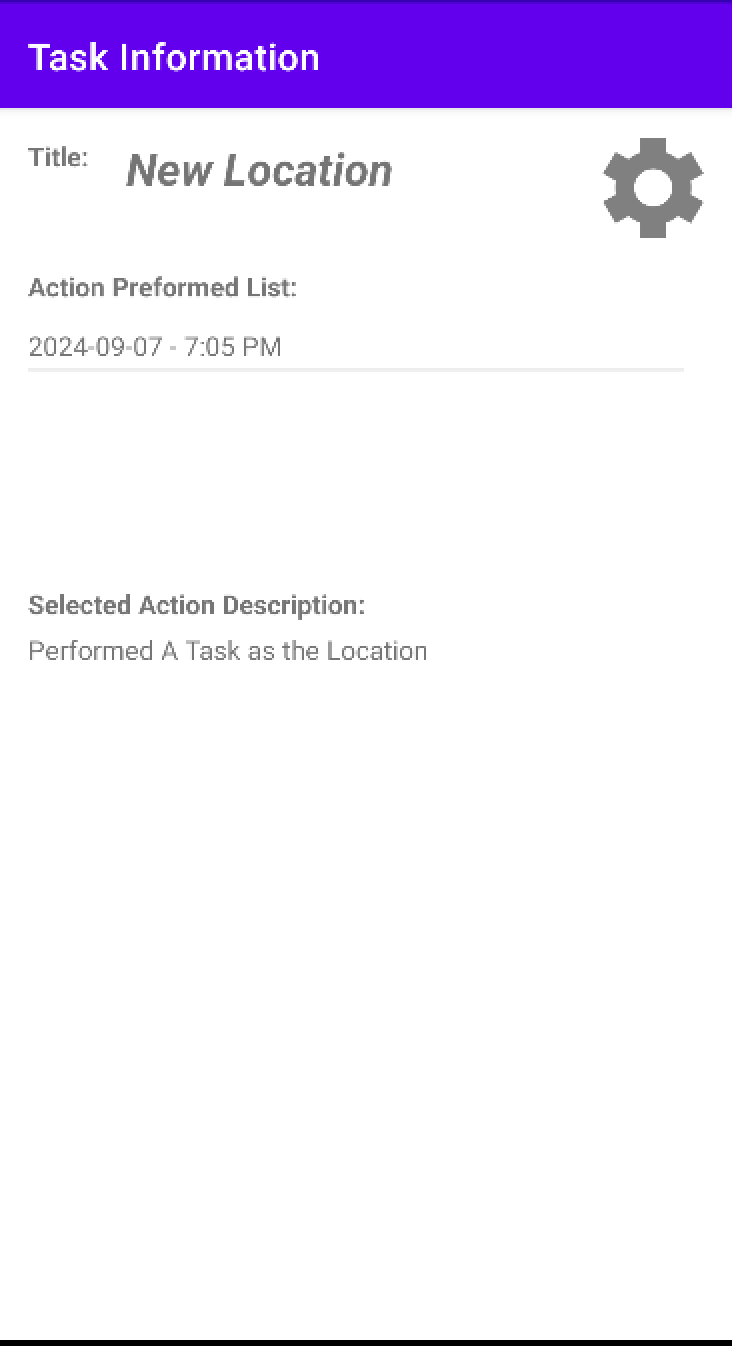 Task Information
Title: New Location
Action Preformed List:
2024-09-07 - 7:05 PM
Selected Action Description:
Performed A Task as the Location